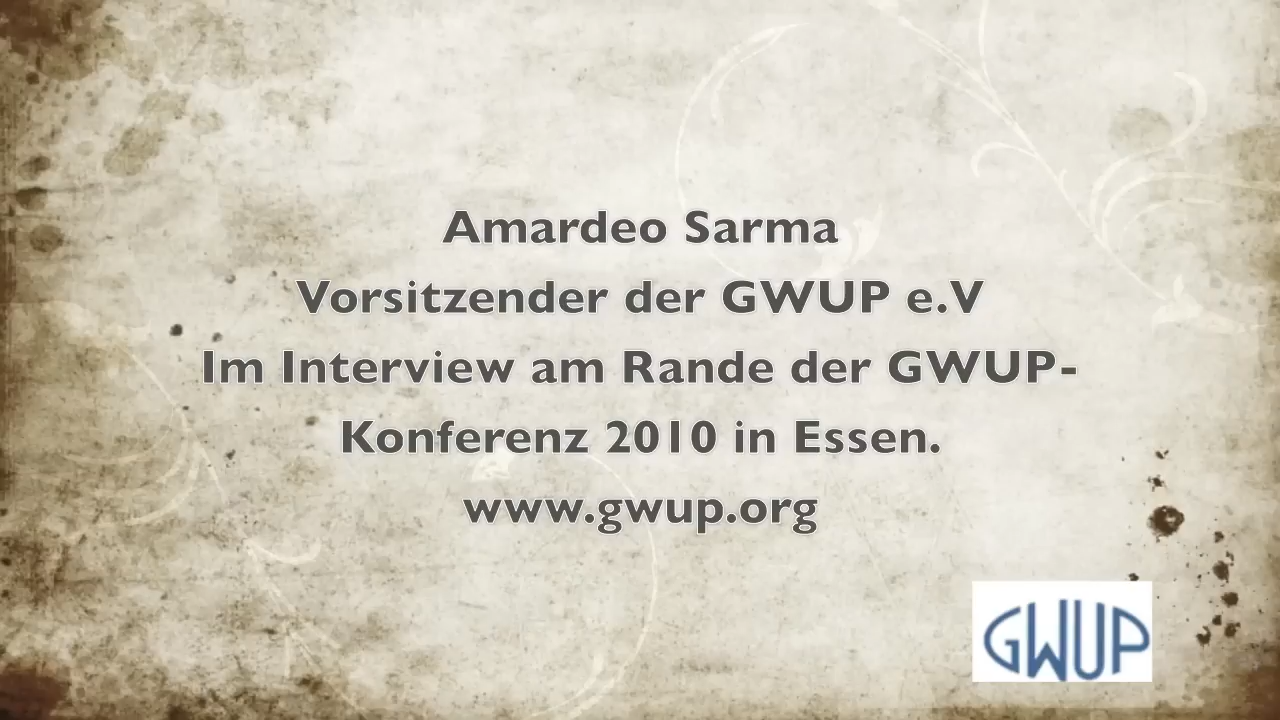 Amardeo Sarma
Vorsitzender der GWUP e.V
Im Interview am Rande der GWUP-
Konferenz 2010 in Essen.
www.gwup.org
GWUP